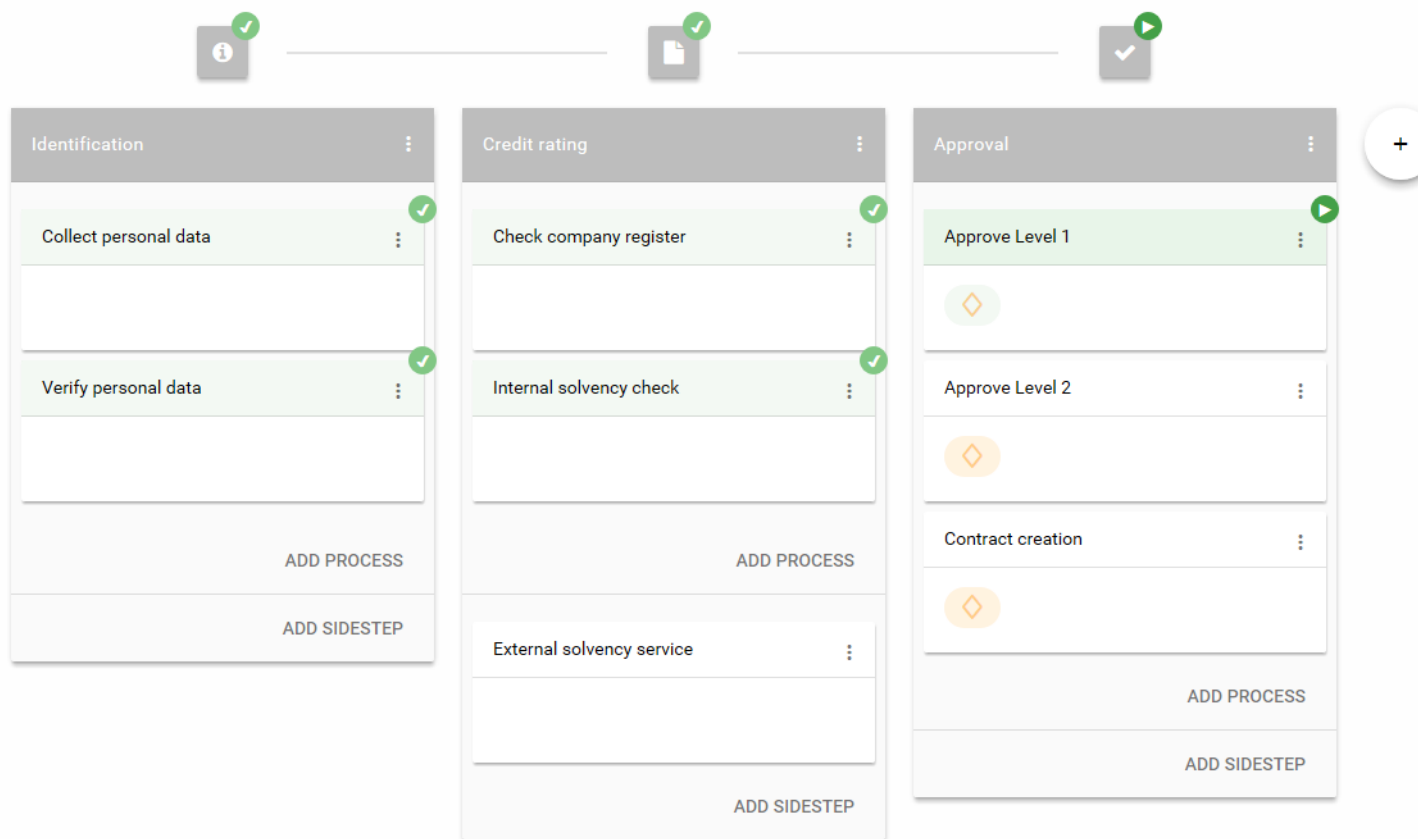 Identification
Collect personal data
Verify personal data
ADD PROCESS
ADD SIDESTEP
Credit rating
Check company register
Internal solvency check
ADD PROCESS
External solvency service
ADD SIDESTEP
Approval
Approve Level 1
Approve Level 2
Contract creation
ADD PROCESS
ADD SIDESTEP